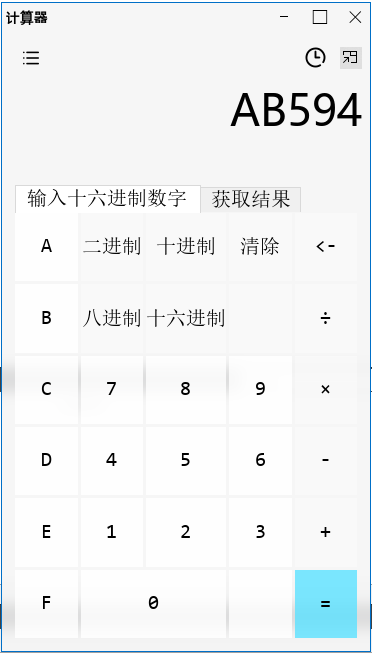 计算器
AB594
输入十六进制数字 获取结果
A 二进制 十进制 清除 <-
B 八进制 十六进制 ÷
C 7 8 9 ×
D 4 5 6 -
E 1 2 3 +
F 0 =